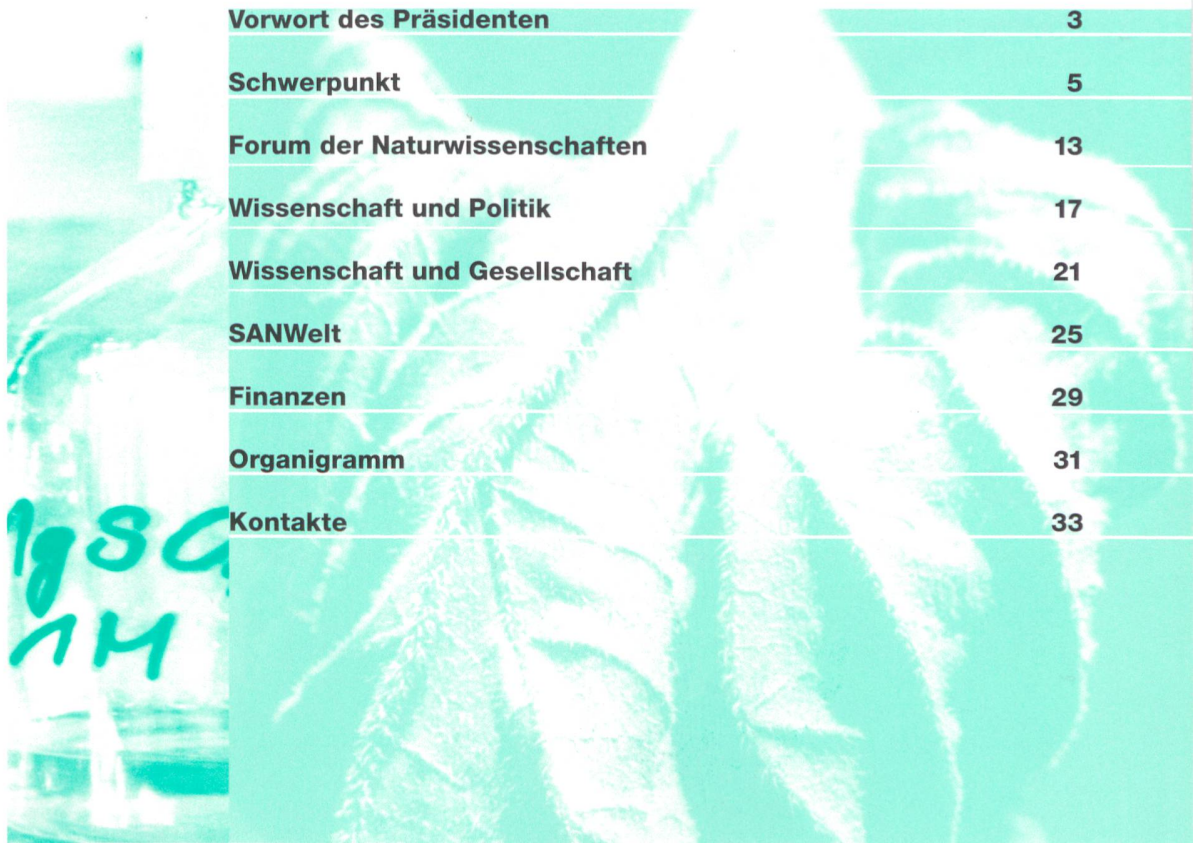 Vorwort des Präsidenten 3
Schwerpunkt 5
Forum der Naturwissenschaften 13
Wissenschaft und Politik 17
Wissenschaft und Gesellschaft 21
SANWelt 25
Finanzen 29
Organigramm 31
Kontakte 33
1M